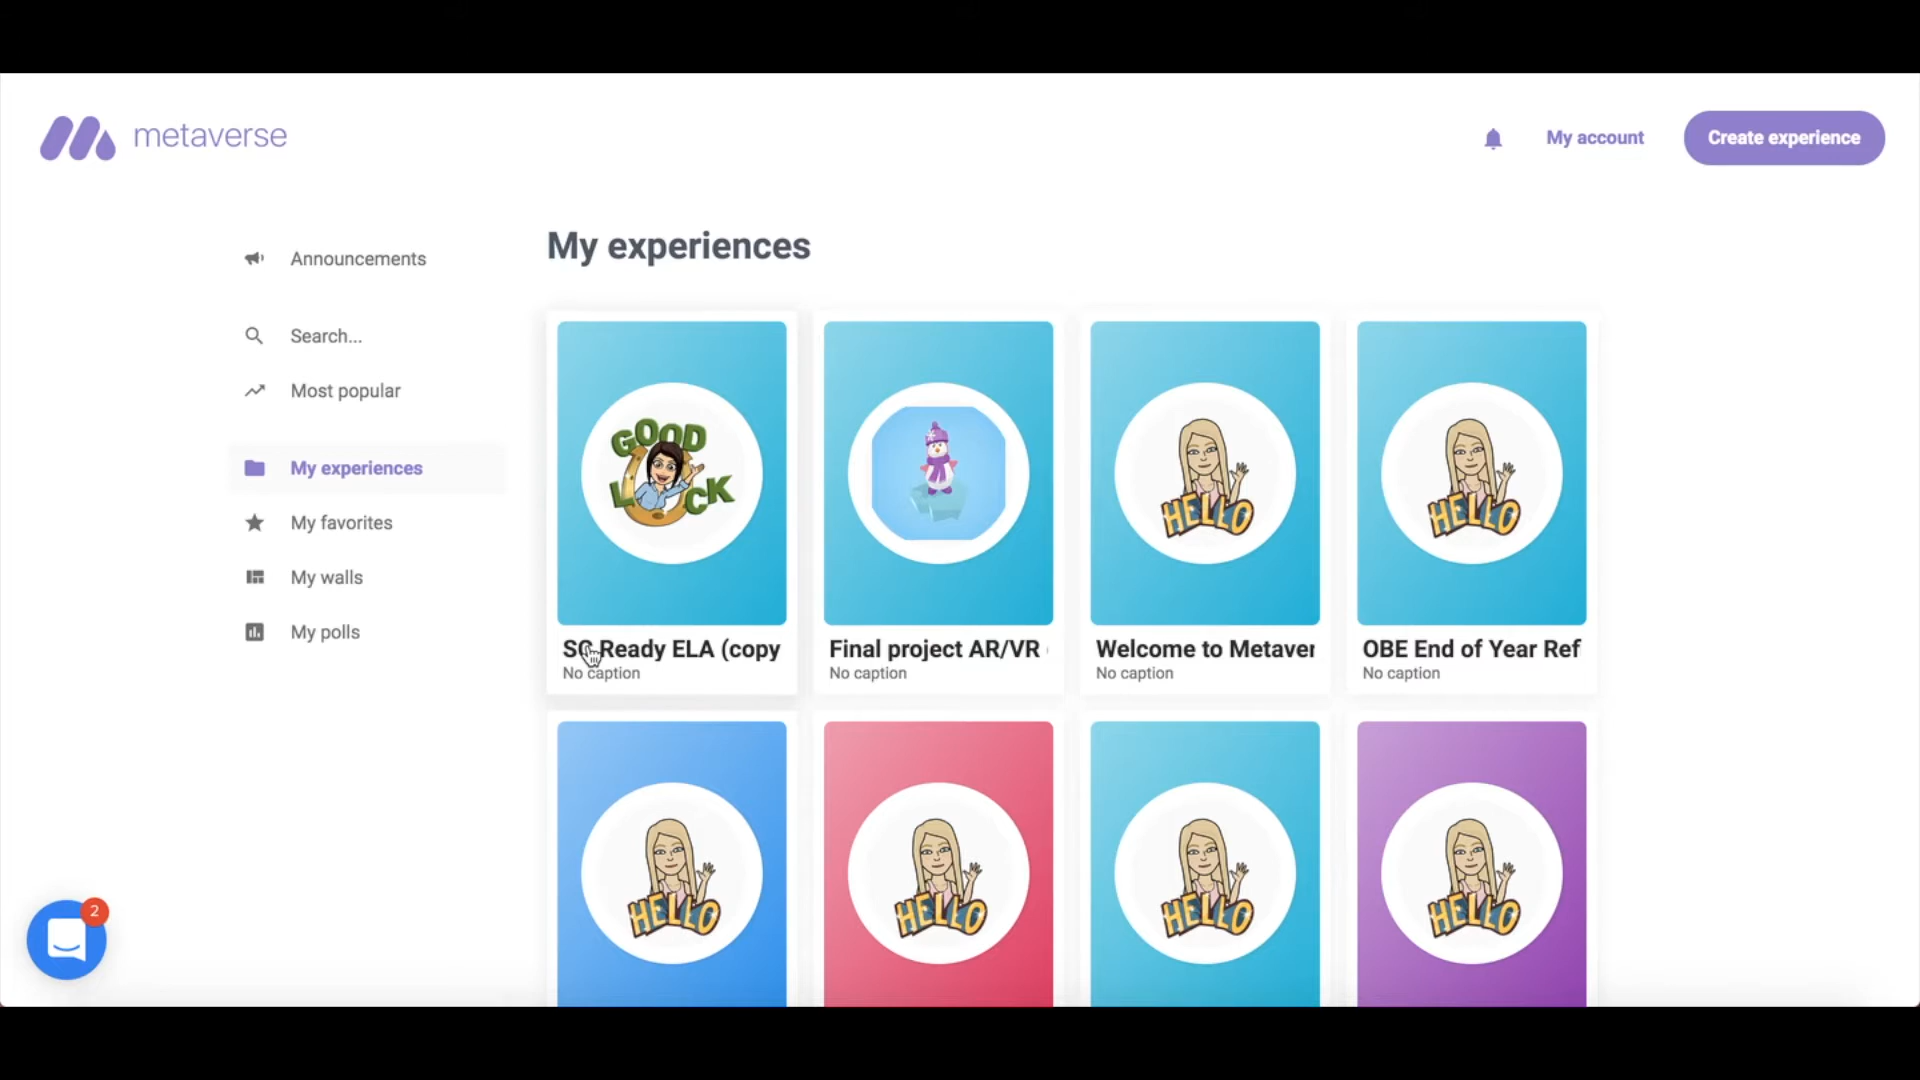 metaverse
My account
Create experience
Announcements
Search...
Most popular
My experiences
My favorites
My walls
My polls
My experiences
GOOD
LUCK
HELLO
HELLO
SC Ready ELA (copy
No caption
Final project AR/VR
No caption
Welcome to Metaver
No caption
OBE End of Year Ref
No caption
HELLO
HELLO
HELLO
HELLO
2